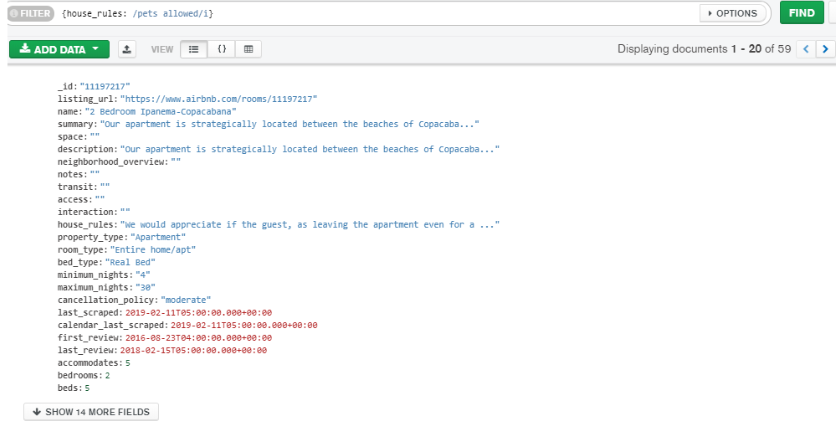 FILTER {house_rules: /pets allowed/i} OPTIONS FIND
ADD DATA VIEW {} Displaying documents 1 - 20 of 59 < >
_id: "11197217"
listing_url: "https://www.airbnb.com/rooms/11197217"
name: "2 Bedroom Ipanema-Copacabana"
summary: "Our apartment is strategically located between the beaches of Copacaba..."
space: ""
description: "Our apartment is strategically located between the beaches of Copacaba..."
neighborhood_overview: ""
notes: ""
transit: ""
access: ""
interaction: ""
house_rules: "We would appreciate if the guest, as leaving the apartment even for a ..."
property_type: "Apartment"
room_type: "Entire home/apt"
bed_type: "Real Bed"
minimum_nights: "4"
maximum_nights: "30"
cancellation_policy: "moderate"
last_scraped: 2019-02-11T05:00:00.000+00:00
calendar_last_scraped: 2019-02-11T05:00:00.000+00:00
first_review: 2016-08-23T04:00:00.000+00:00
last_review: 2018-02-15T05:00:00.000+00:00
accommodates: 5
bedrooms: 2
beds: 5
SHOW 14 MORE FIELDS